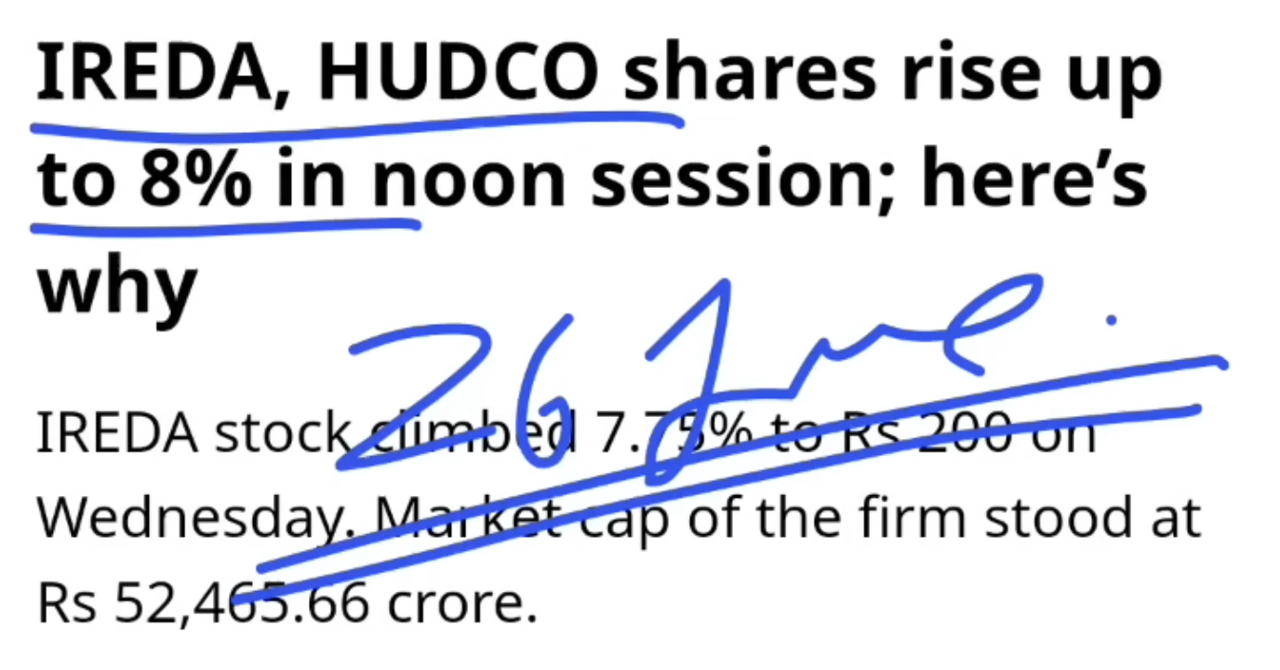 IREDA, HUDCO shares rise up
to 8% in noon session; here’s
why
26 June.
IREDA stock climbed 7.75% to Rs 200 on
Wednesday. Market cap of the firm stood at
Rs 52,465.66 crore.